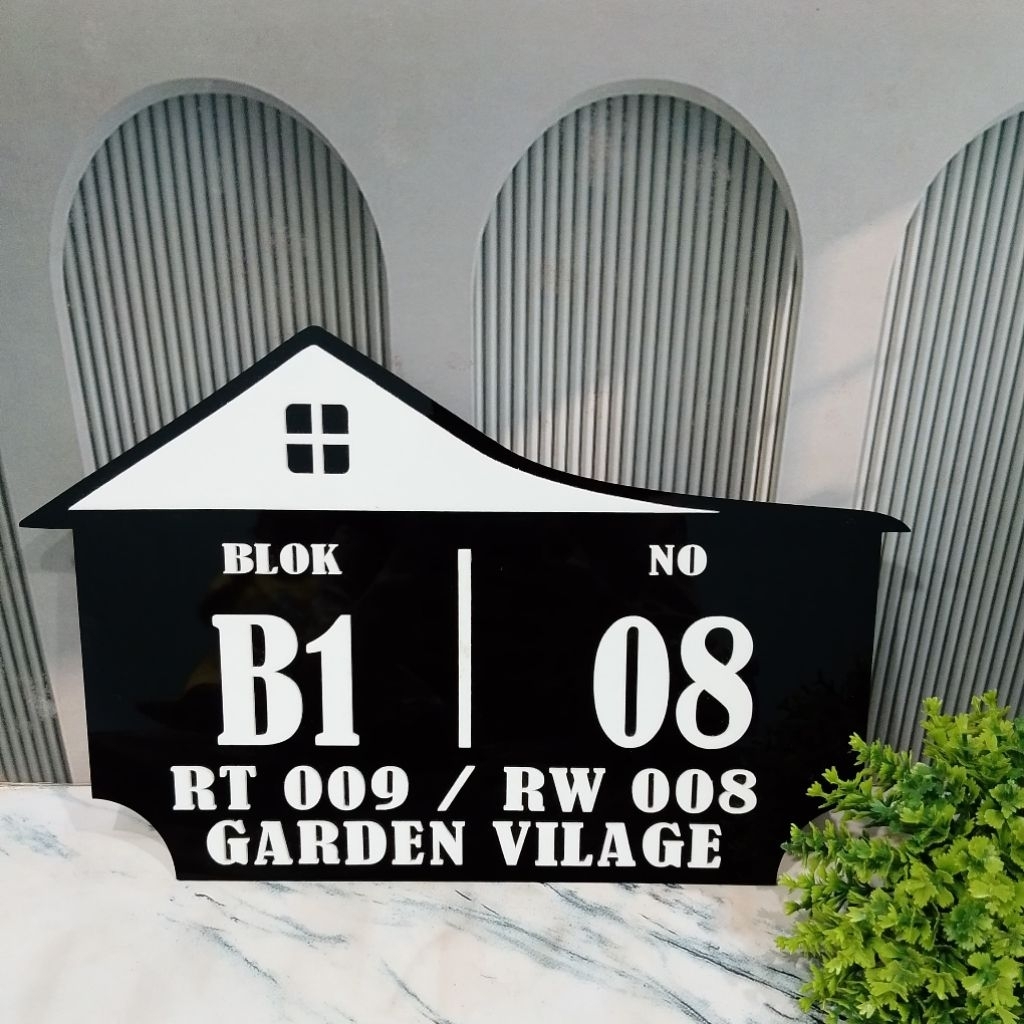 BLOK NO
B1 08
RT 009 / RW 008
GARDEN VILAGE